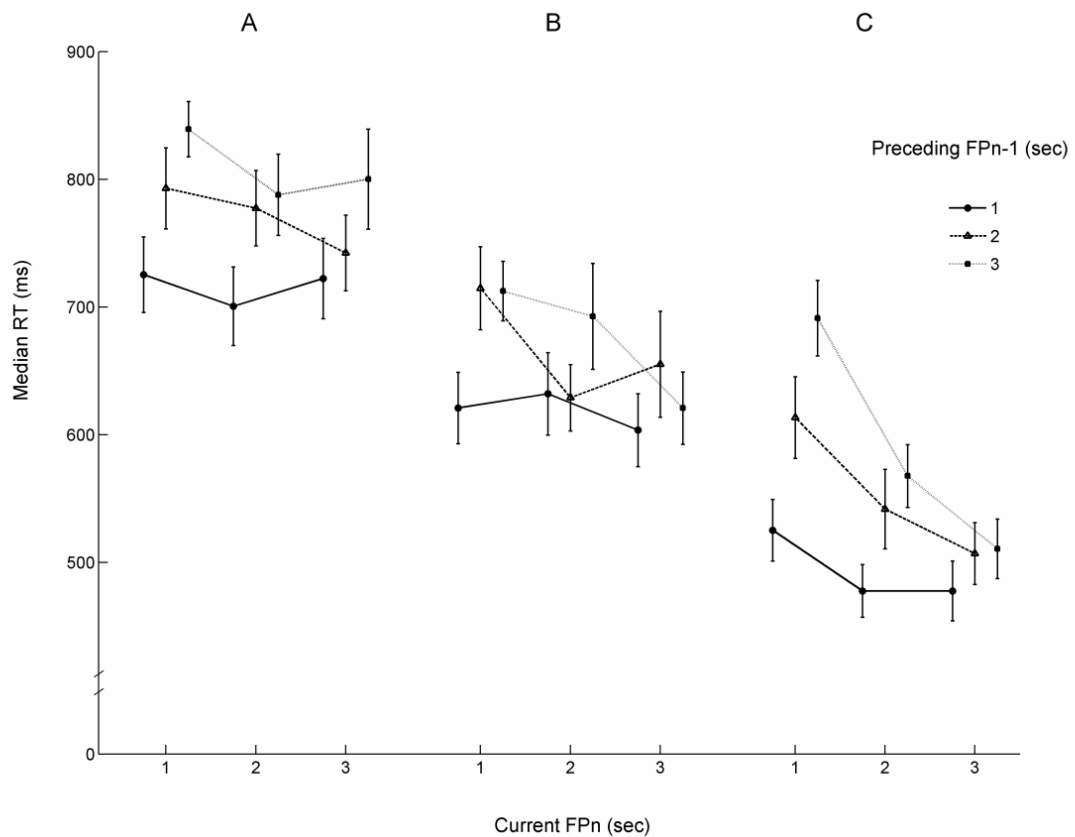 A B C
900
800
700
600
500
0
Median RT (ms)
Preceding FPn-1 (sec)
1
2
3
1 2 3 1 2 3 1 2 3
Current FPn (sec)